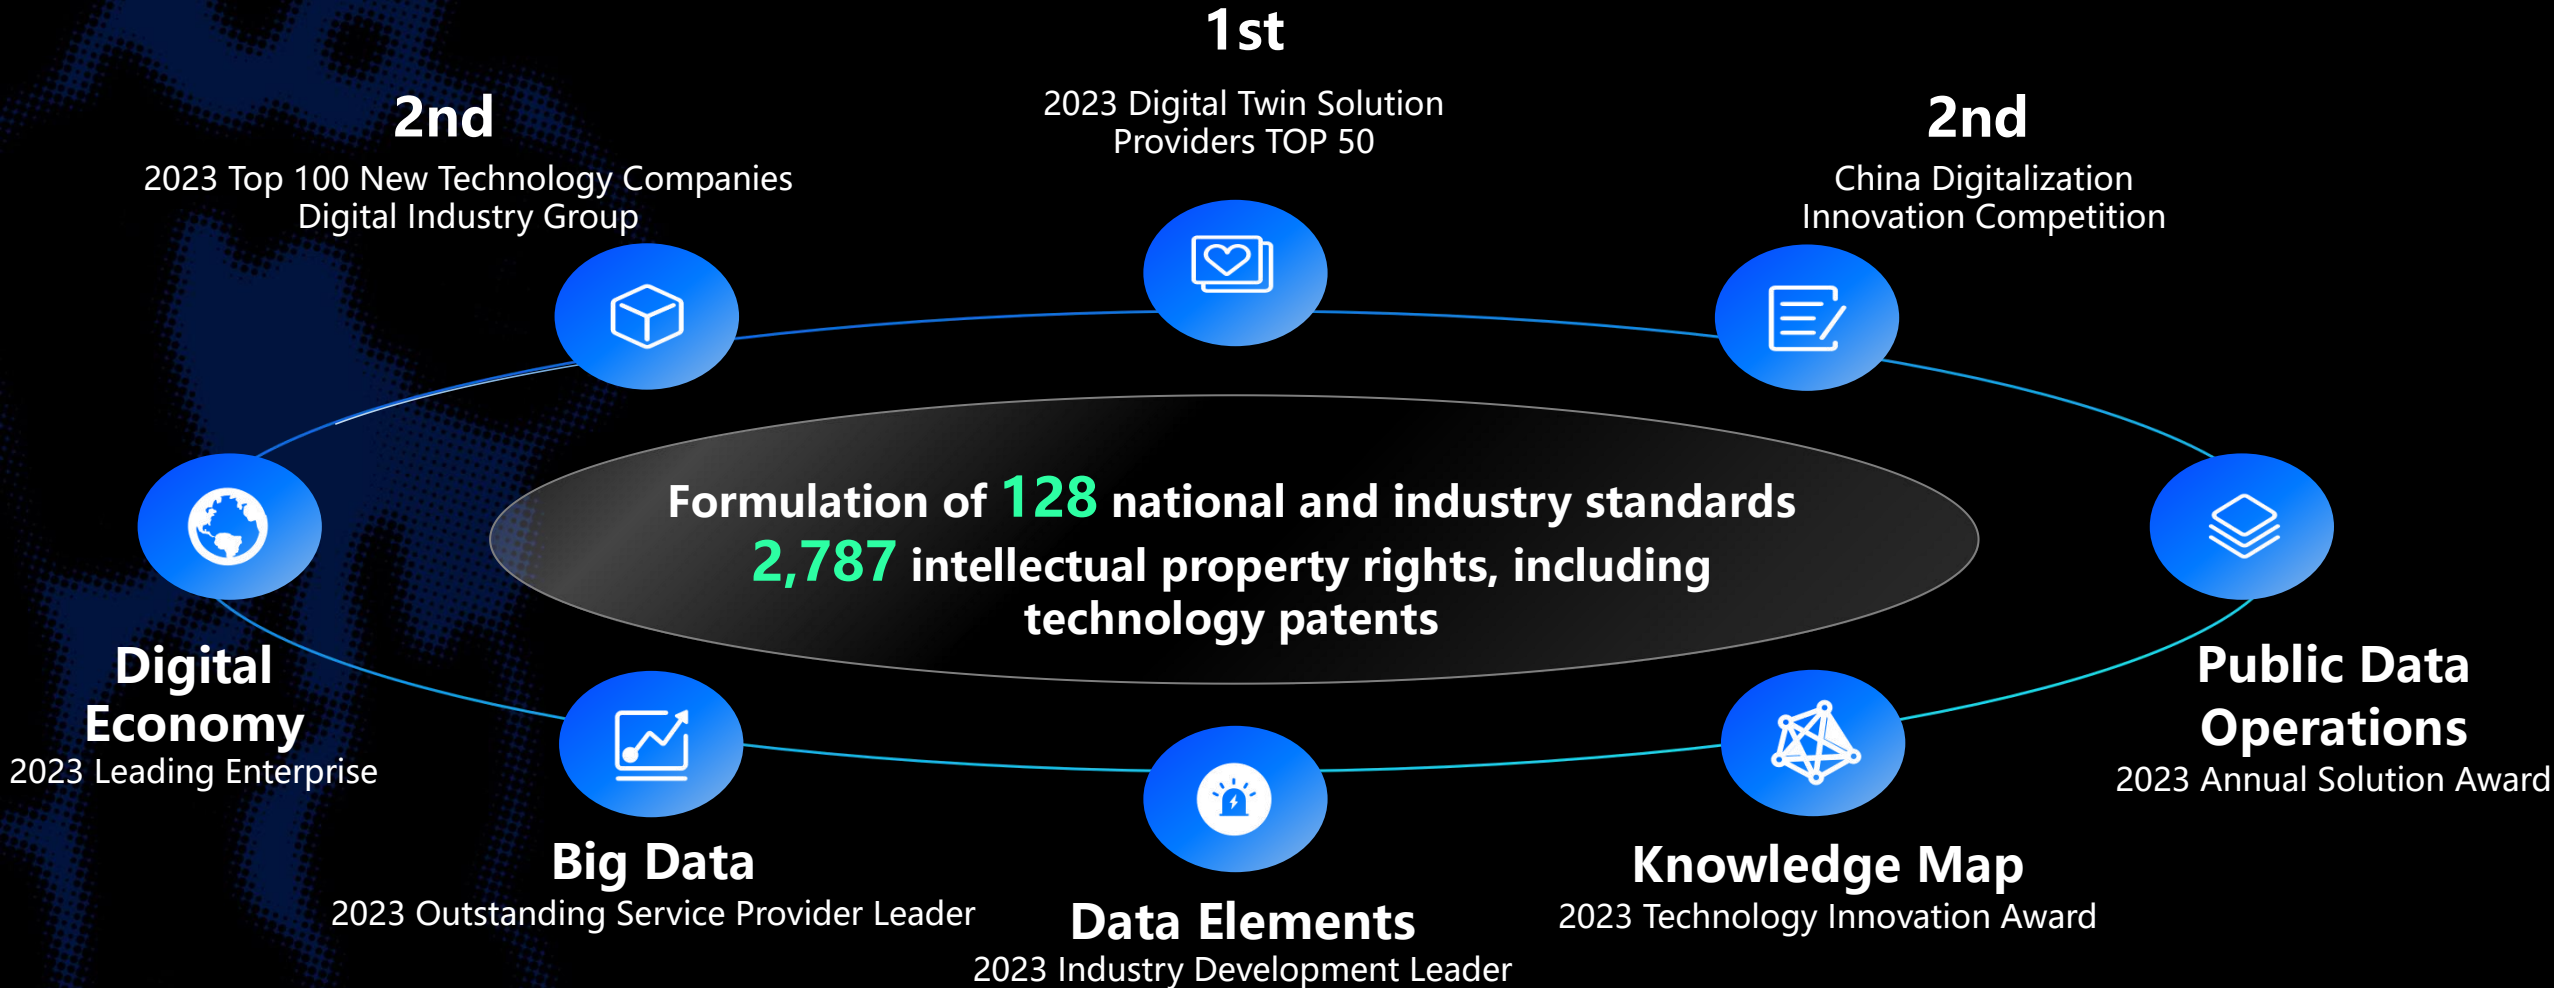 1st
2023 Digital Twin Solution
Providers TOP 50
2nd
2023 Top 100 New Technology Companies
Digital Industry Group
2nd
China Digitalization
Innovation Competition
Formulation of 128 national and industry standards
2,787 intellectual property rights, including
technology patents
Digital
Economy
2023 Leading Enterprise
Big Data
2023 Outstanding Service Provider Leader
Data Elements
2023 Industry Development Leader
Knowledge Map
2023 Technology Innovation Award
Public Data
Operations
2023 Annual Solution Award